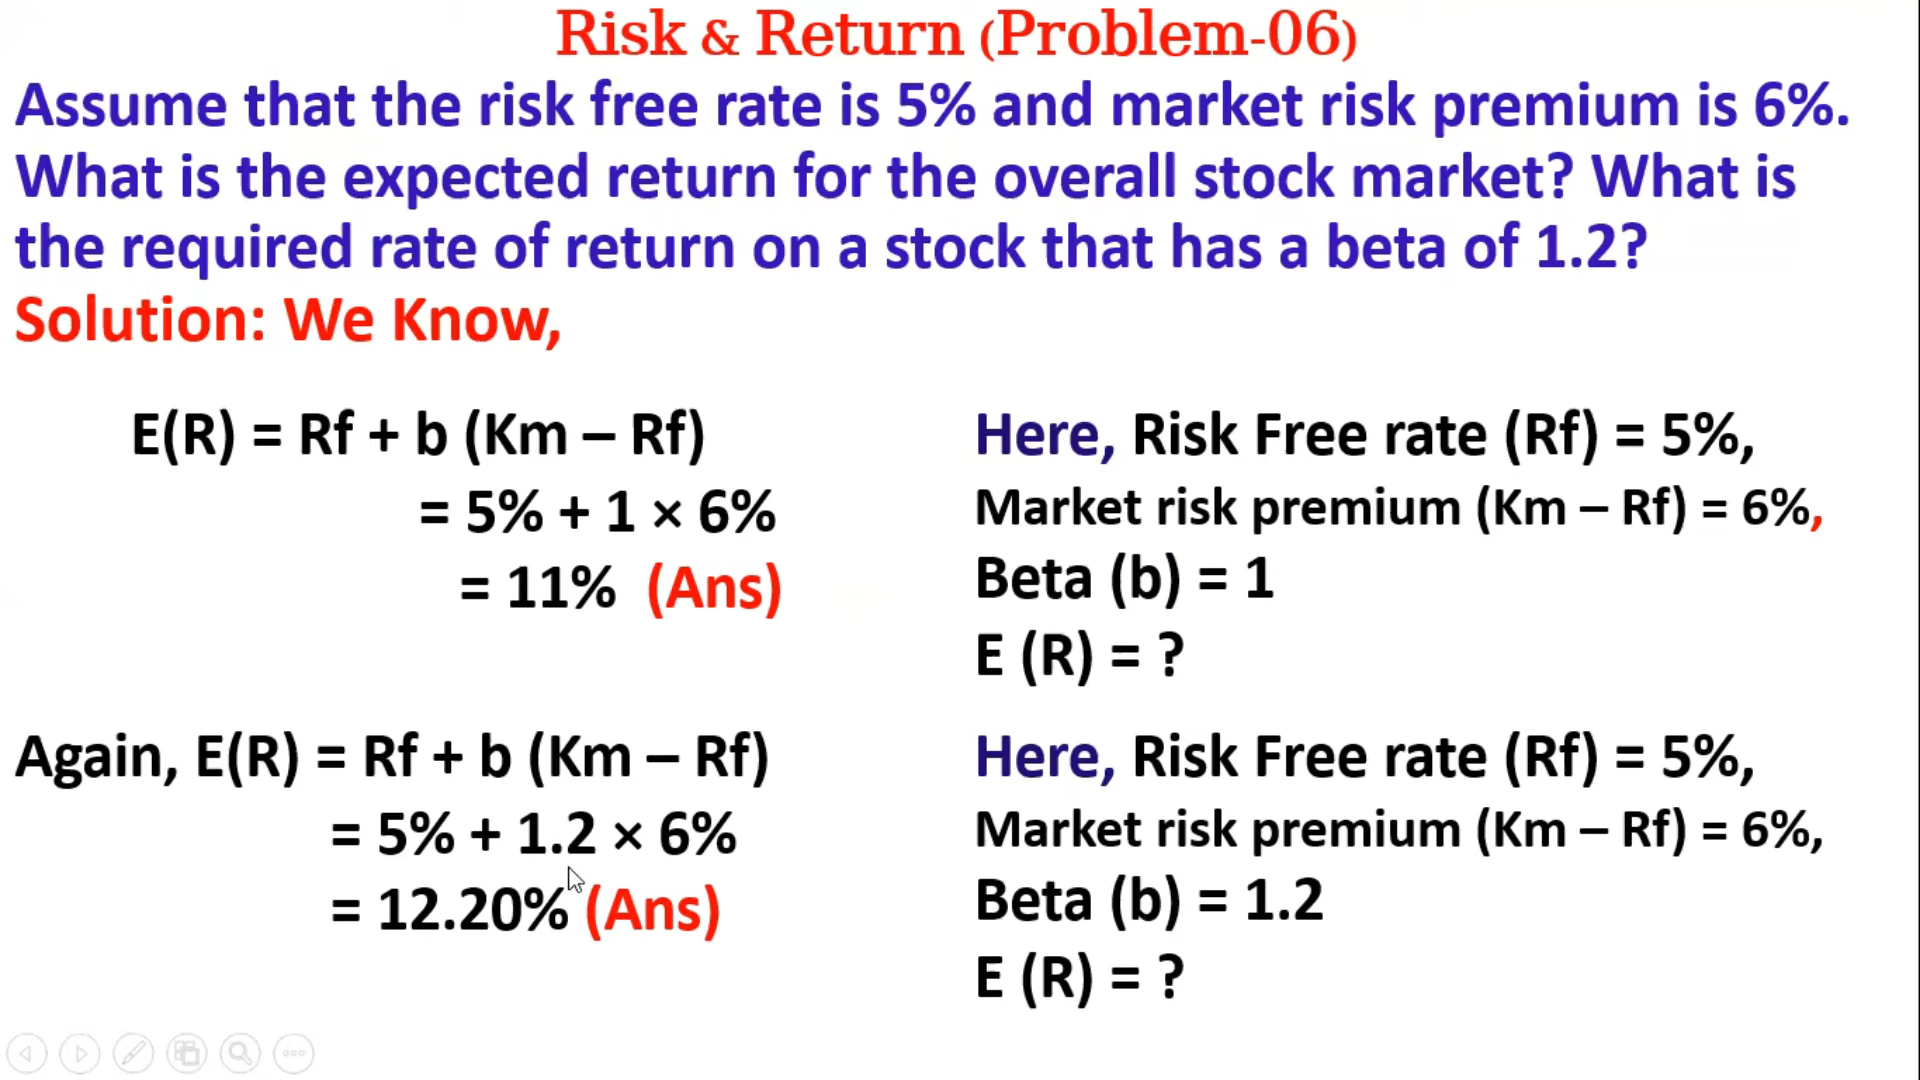 Risk & Return (Problem-06)
Assume that the risk free rate is 5% and market risk premium is 6%.
What is the expected return for the overall stock market? What is
the required rate of return on a stock that has a beta of 1.2?
Solution: We Know,
E(R) = Rf + b (Km – Rf)
= 5% + 1 × 6%
= 11% (Ans)
Here, Risk Free rate (Rf) = 5%,
Market risk premium (Km – Rf) = 6%,
Beta (b) = 1
E (R) = ?
Again, E(R) = Rf + b (Km – Rf)
= 5% + 1.2 × 6%
= 12.20% (Ans)
Here, Risk Free rate (Rf) = 5%,
Market risk premium (Km – Rf) = 6%,
Beta (b) = 1.2
E (R) = ?